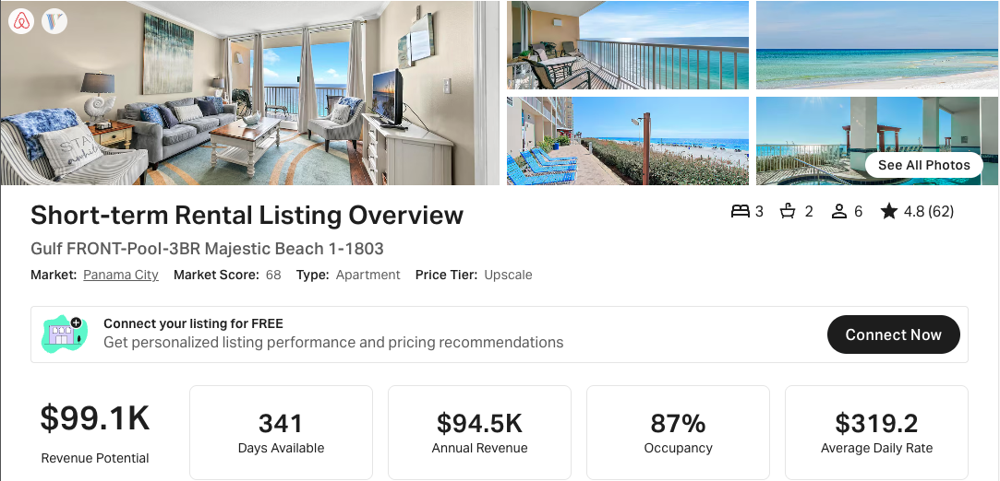 STAY
See All Photos
Short-term Rental Listing Overview
3 2 6 4.8 (62)
Gulf FRONT-Pool-3BR Majestic Beach 1-1803
Market: Panama City Market Score: 68 Type: Apartment Price Tier: Upscale
Connect your listing for FREE
Get personalized listing performance and pricing recommendations
Connect Now
$99.1K
Revenue Potential
341
Days Available
$94.5K
Annual Revenue
87%
Occupancy
$319.2
Average Daily Rate